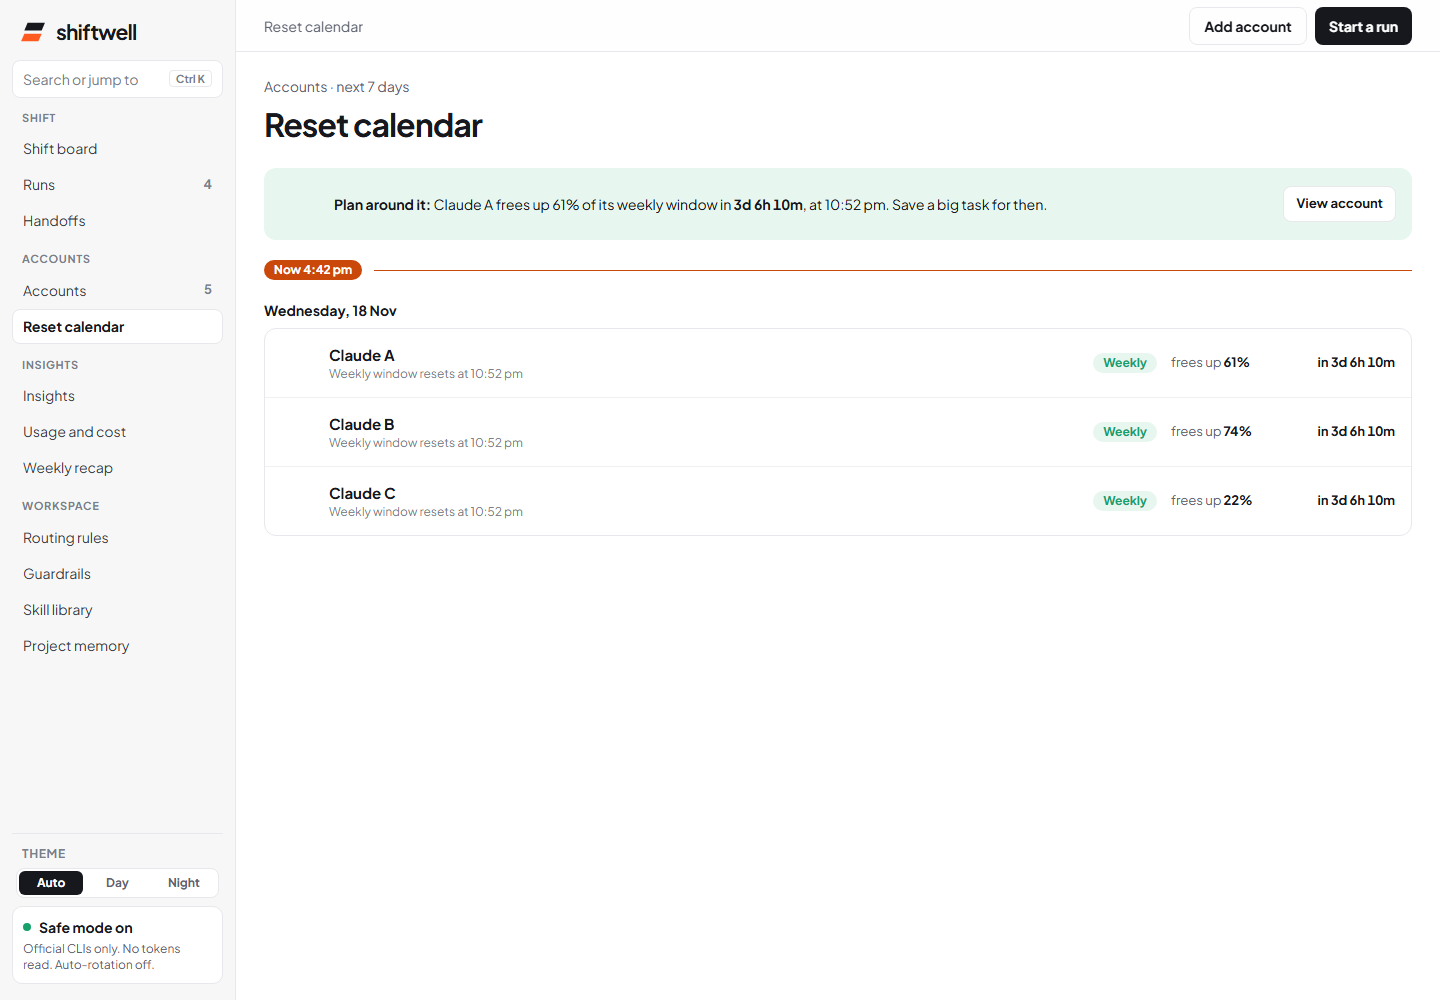 shiftwell
Search or jump to Ctrl K
SHIFT
Shift board
Runs 4
Handoffs
ACCOUNTS
Accounts 5
Reset calendar
INSIGHTS
Insights
Usage and cost
Weekly recap
WORKSPACE
Routing rules
Guardrails
Skill library
Project memory
THEME
Auto Day Night
Safe mode on
Official CLIs only. No tokens
read. Auto-rotation off.
Reset calendar Add account Start a run
Accounts · next 7 days
Reset calendar
Plan around it: Claude A frees up 61% of its weekly window in 3d 6h 10m, at 10:52 pm. Save a big task for then. View account
Now 4:42 pm
Wednesday, 18 Nov
Claude A
Weekly window resets at 10:52 pm
Weekly frees up 61% in 3d 6h 10m
Claude B
Weekly window resets at 10:52 pm
Weekly frees up 74% in 3d 6h 10m
Claude C
Weekly window resets at 10:52 pm
Weekly frees up 22% in 3d 6h 10m